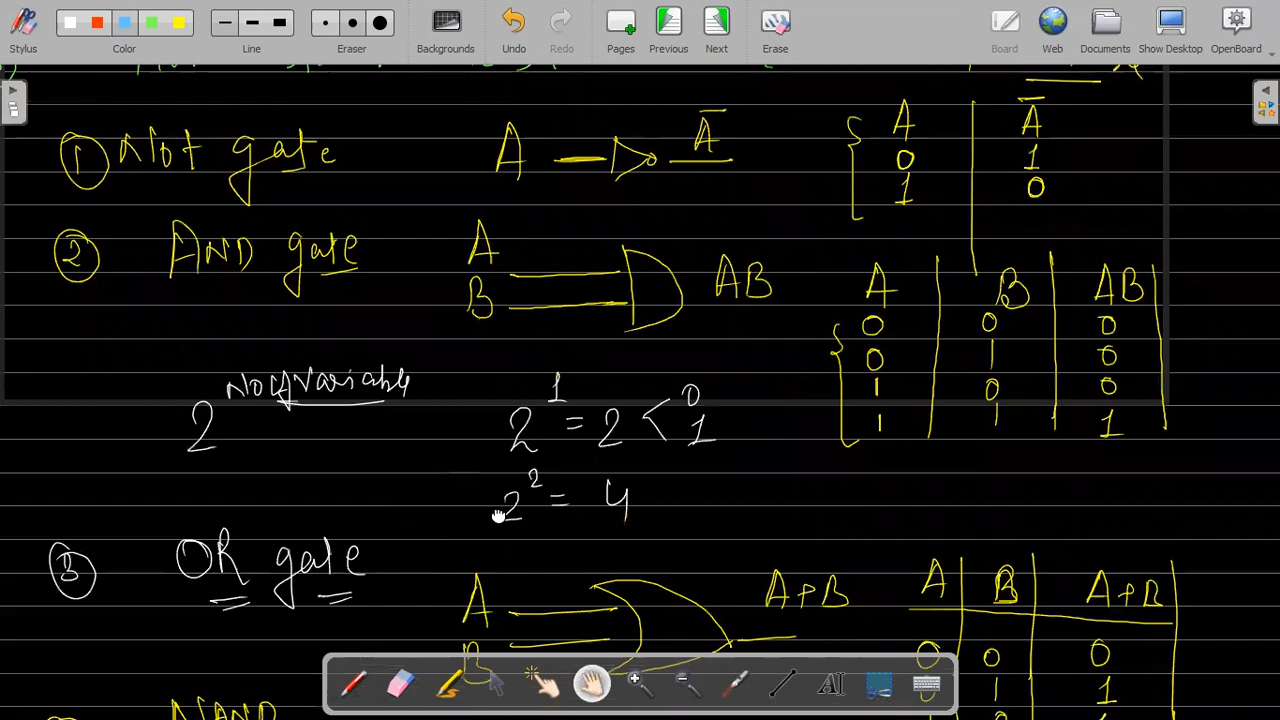 Stylus Color Line Eraser Backgrounds Undo Redo Pages Previous Next Erase Board Web Documents Show Desktop OpenBoard
① Not gate A A̅ A A̅
0 1
1 0
② AND gate A B AB A B AB
0 0 0
0 1 0
1 0 0
1 1 1
2^No of Variable 2^1 = 2 < 0 1
2^2 = 4
③ OR gate A B A+B A B A+B
0 0 0
1 1
NAND